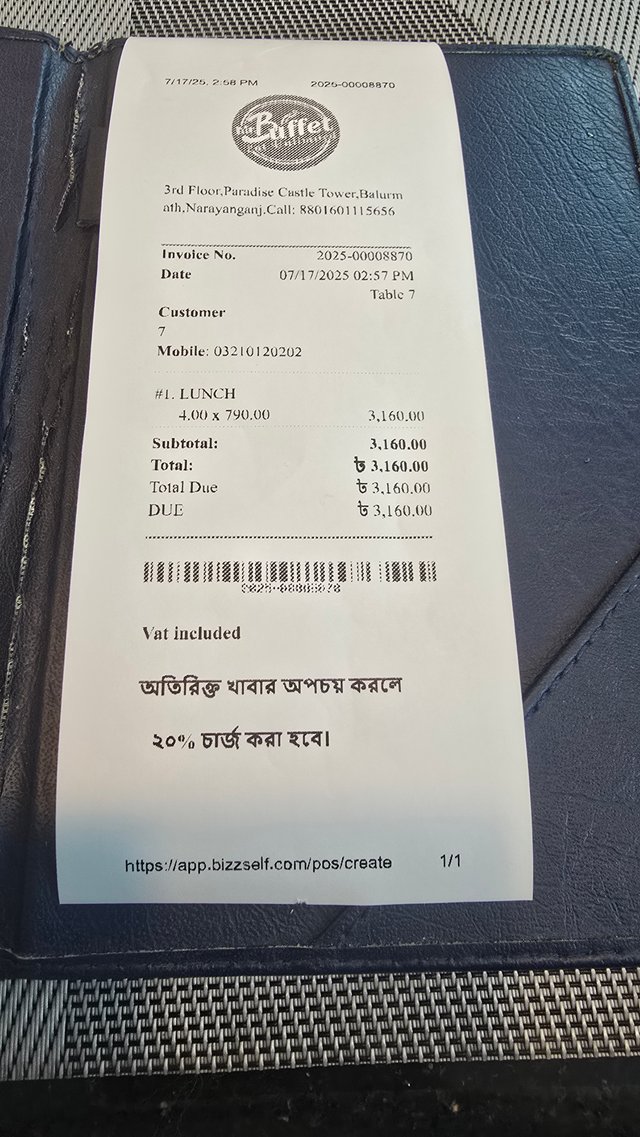 7/17/25, 2:58 PM 2025-00008870
Buffet
3rd Floor,Paradise Castle Tower,Balurm
ath,Narayanganj.Call: 8801601115656
Invoice No. 2025-00008870
Date 07/17/2025 02:57 PM
Table 7
Customer
7
Mobile: 03210120202
#1. LUNCH
4.00 x 790.00 3,160.00
Subtotal: 3,160.00
Total: ৳ 3,160.00
Total Due ৳ 3,160.00
DUE ৳ 3,160.00
Vat included
অতিরিক্ত খাবার অপচয় করলে
২০% চার্জ করা হবে।
https://app.bizzself.com/pos/create 1/1